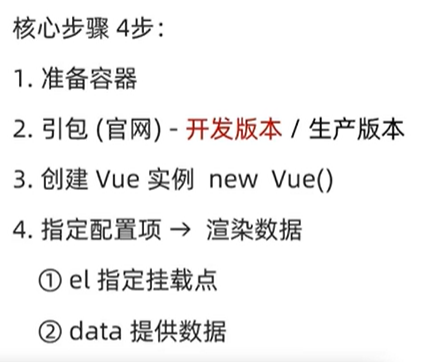 核心步骤 4步：
1. 准备容器
2. 引包 (官网) - 开发版本 / 生产版本
3. 创建 Vue 实例 new Vue()
4. 指定配置项 → 渲染数据
① el 指定挂载点
② data 提供数据